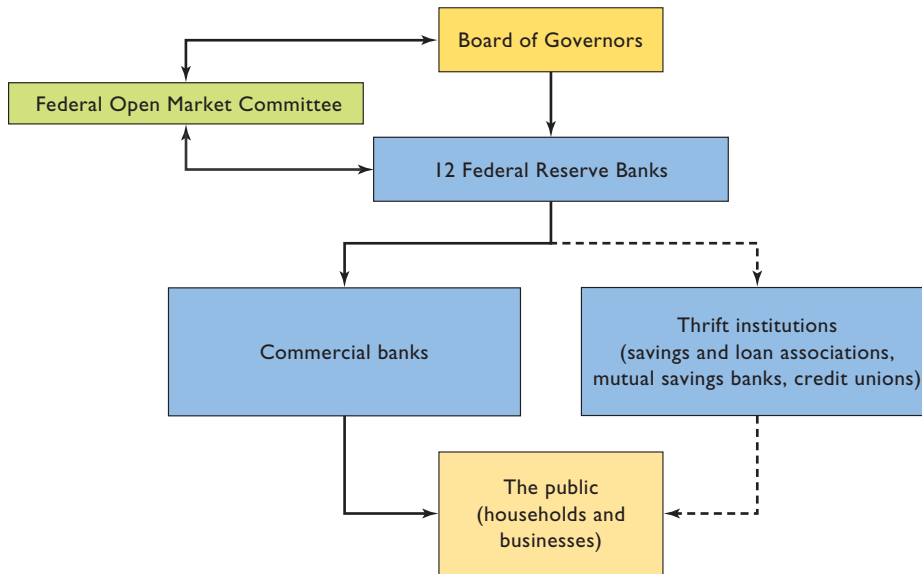 Board of Governors
Federal Open Market Committee
12 Federal Reserve Banks
Commercial banks
Thrift institutions
(savings and loan associations,
mutual savings banks, credit unions)
The public
(households and
businesses)